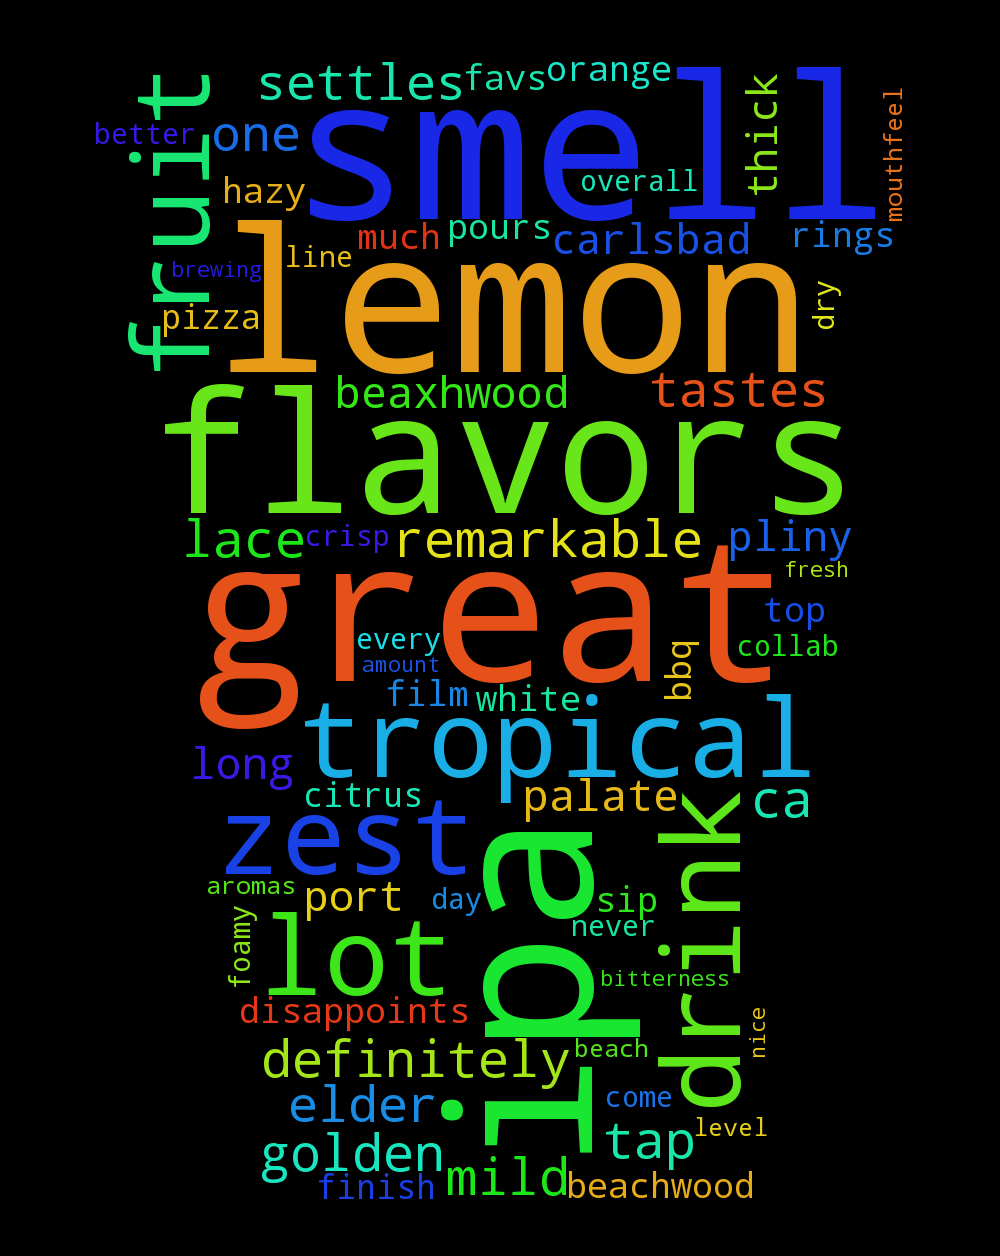 settles favs orange
better one smell thick mouthfeel
fruit hazy overall
much pours carlsbad rings
brewing line lemon dry
pizza
beaxhwood tastes
flavors
lace crisp remarkable pliny
great fresh
top
every collab
amount bbq
film white
long tropical
citrus palate ca
zest ipa drink
aromas port day sip
foamy lot never
bitterness
disappoints nice
definitely beach
elder come
golden tap level
finish mild beachwood